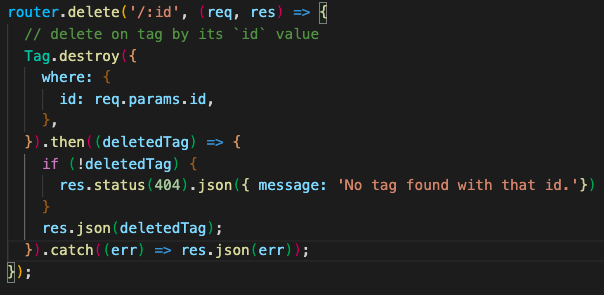 router.delete('/:id', (req, res) => {
  // delete on tag by its `id` value
  Tag.destroy({
    where: {
      id: req.params.id,
    },
  }).then((deletedTag) => {
    if (!deletedTag) {
      res.status(404).json({ message: 'No tag found with that id.'})
    }
    res.json(deletedTag);
  }).catch((err) => res.json(err));
});